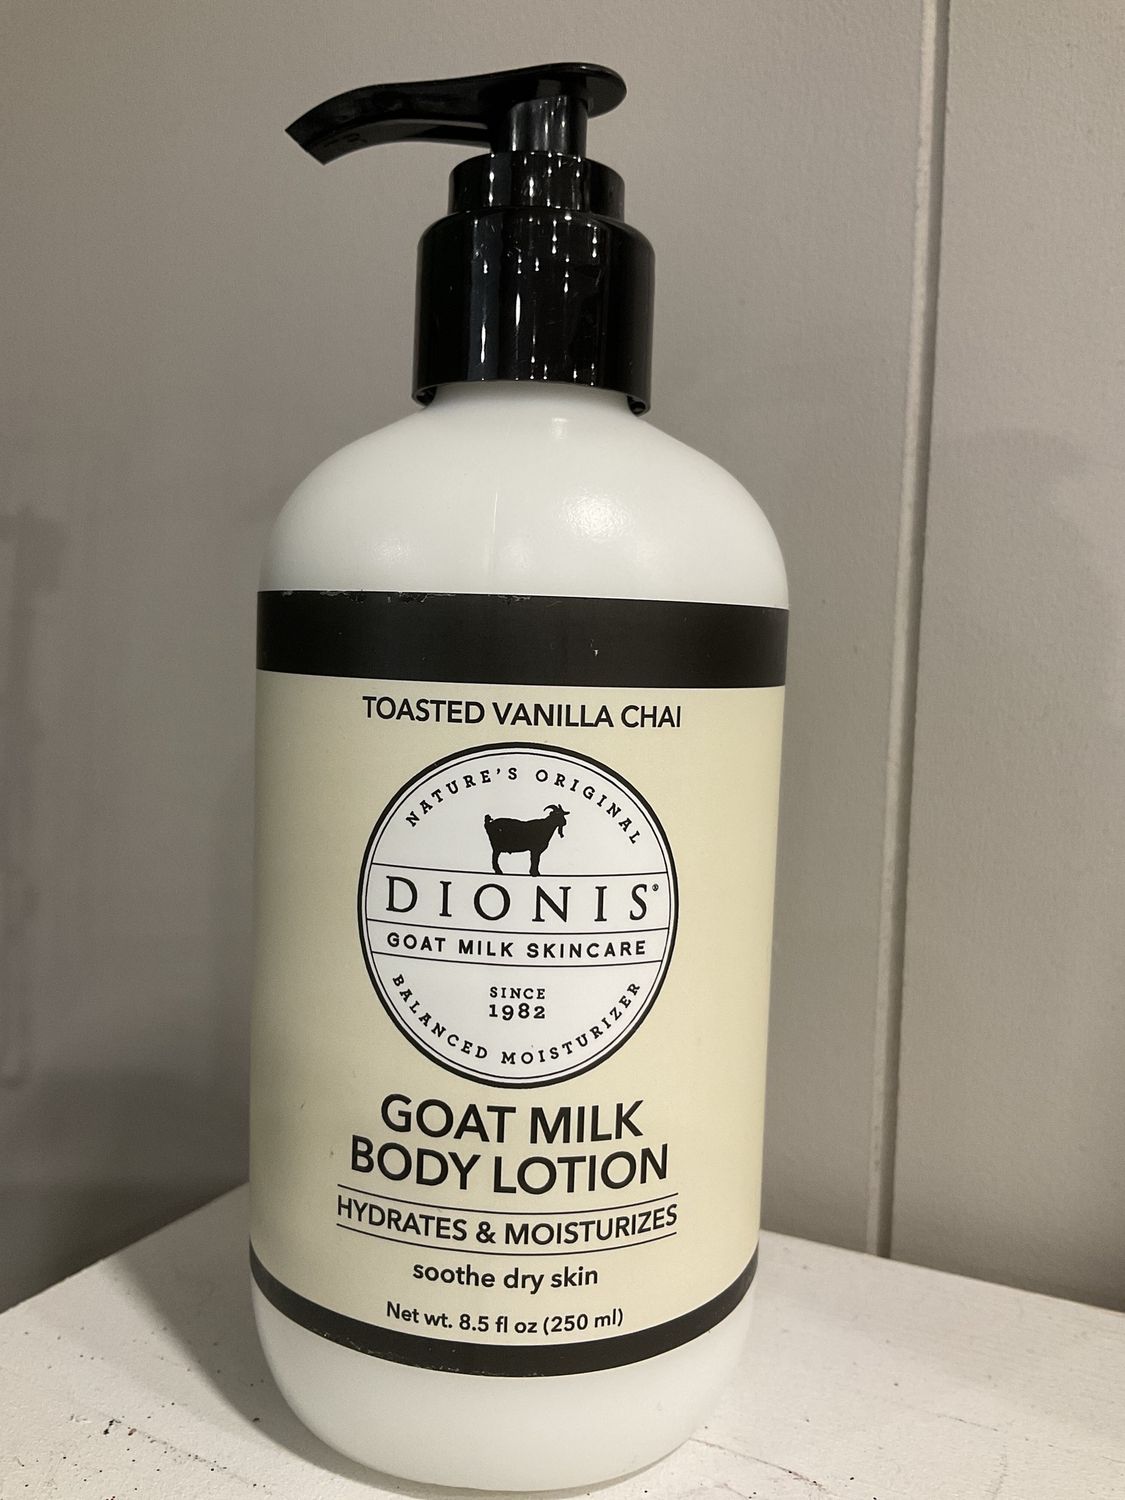 TOASTED VANILLA CHAI
NATURE'S ORIGINAL
DIONIS®
GOAT MILK SKINCARE
SINCE
1982
BALANCED MOISTURIZER
GOAT MILK
BODY LOTION
HYDRATES & MOISTURIZES
soothe dry skin
Net wt. 8.5 fl oz (250 ml)